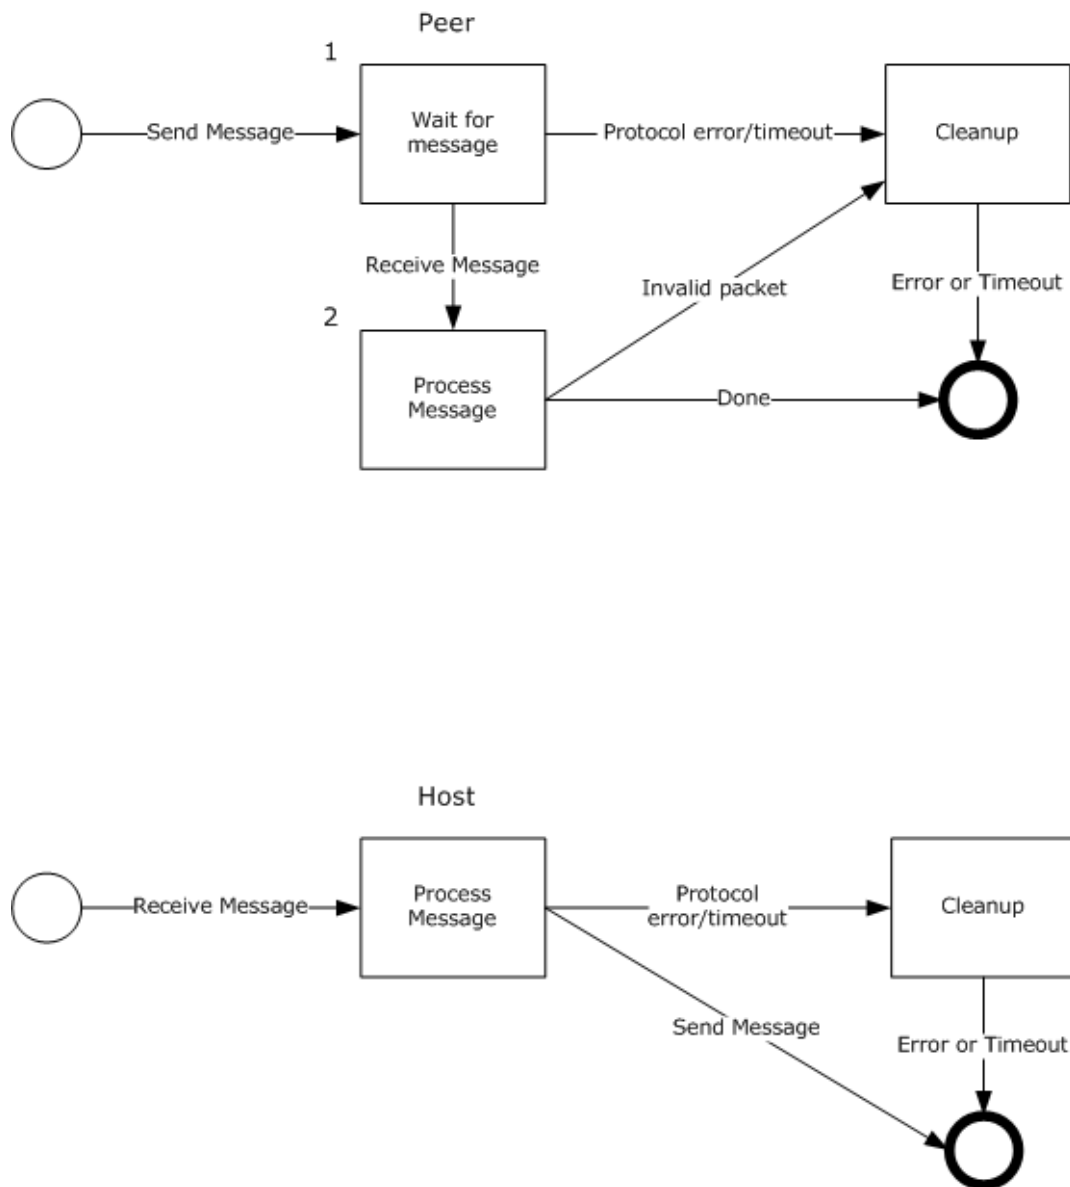 Peer
1
Wait for
message
Send Message
Protocol error/timeout
Cleanup
Receive Message
Invalid packet
Error or Timeout
2
Process
Message
Done
Host
Receive Message
Process
Message
Protocol
error/timeout
Cleanup
Send Message
Error or Timeout